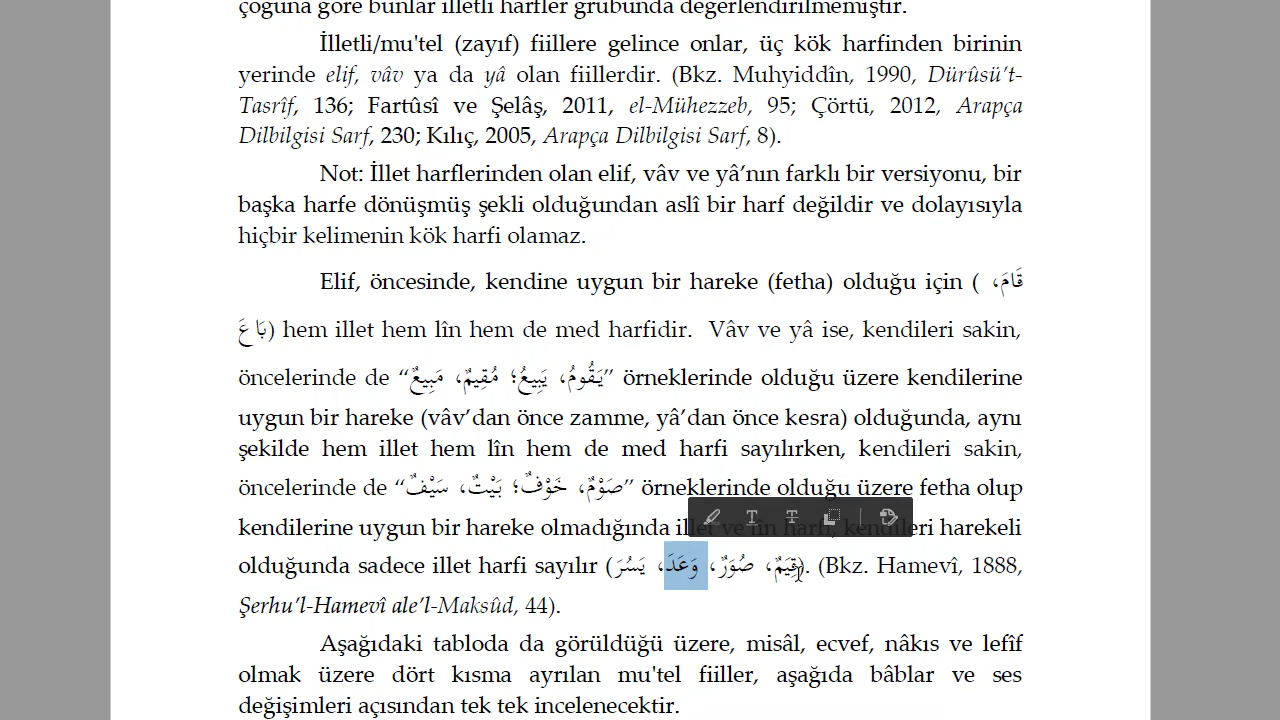 çoğuna göre bunlar illetli harfler grubunda değerlendirilmemiştir.
İlletli/mu'tel (zayıf) fiillere gelince onlar, üç kök harfinden birinin
yerinde elif, vâv ya da yâ olan fiillerdir. (Bkz. Muhyiddîn, 1990, Dürûsü’t-
Tasrîf, 136; Fartûsî ve Şelâş, 2011, el-Mühezzeb, 95; Çörtü, 2012, Arapça
Dilbilgisi Sarf, 230; Kılıç, 2005, Arapça Dilbilgisi Sarf, 8).
Not: İllet harflerinden olan elif, vâv ve yâ’nın farklı bir versiyonu, bir
başka harfe dönüşmüş şekli olduğundan aslî bir harf değildir ve dolayısıyla
hiçbir kelimenin kök harfi olamaz.
Elif, öncesinde, kendine uygun bir hareke (fetha) olduğu için ( قَامَ،
بَاعَ) hem illet hem lîn hem de med harfidir. Vâv ve yâ ise, kendileri sakin,
öncelerinde de “يَقُومُ، يَبِيعُ؛ مُقِيمٌ، مَبِيعٌ” örneklerinde olduğu üzere kendilerine
uygun bir hareke (vâv’dan önce zamme, yâ’dan önce kesra) olduğunda, aynı
şekilde hem illet hem lîn hem de med harfi sayılırken, kendileri sakin,
öncelerinde de “صَوْمٌ، خَوْفٌ؛ بَيْتٌ، سَيْفٌ” örneklerinde olduğu üzere fetha olup
kendilerine uygun bir hareke olmadığında illet ve lîn harfi, kendileri harekeli
olduğunda sadece illet harfi sayılır (قِيَمٌ، صُوَرٌ، وَعَدَ، يَسُرَ). (Bkz. Hamevî, 1888,
Şerhu’l-Hamevî ale’l-Maksûd, 44).
Aşağıdaki tabloda da görüldüğü üzere, misâl, ecvef, nâkıs ve lefîf
olmak üzere dört kısma ayrılan mu'tel fiiller, aşağıda bâblar ve ses
değişimleri açısından tek tek incelenecektir.